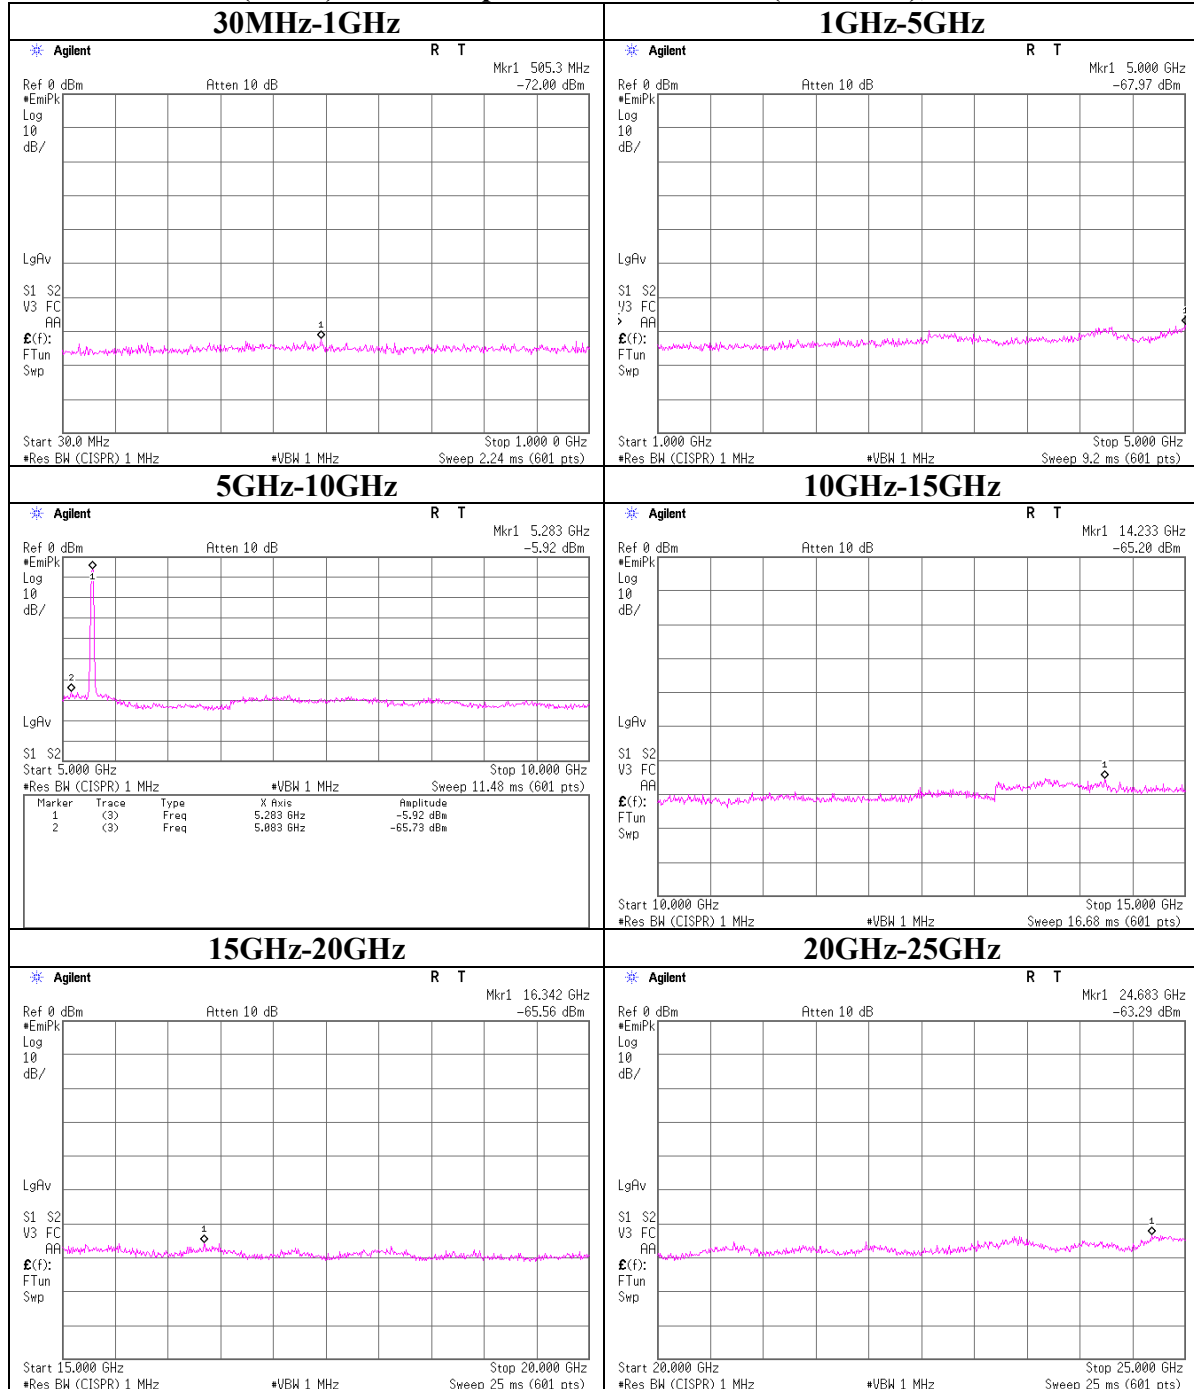 30MHz-1GHz
Agilent R T
Mkr1 505.3 MHz
Ref 0 dBm Atten 10 dB -72.00 dBm
#EmiPk
Log
10
dB/
1
LgAv
S1 S2
V3 FC
AA
£(f):
FTun
Swp
Start 30.0 MHz Stop 1.000 0 GHz
#Res BW (CISPR) 1 MHz #VBW 1 MHz Sweep 2.24 ms (601 pts)
1GHz-5GHz
Agilent R T
Mkr1 5.000 GHz
Ref 0 dBm Atten 10 dB -67.97 dBm
#EmiPk
Log
10
dB/
1
LgAv
S1 S2
V3 FC
AA
£(f):
FTun
Swp
Start 1.000 GHz Stop 5.000 GHz
#Res BW (CISPR) 1 MHz #VBW 1 MHz Sweep 9.2 ms (601 pts)
5GHz-10GHz
Agilent R T
Mkr1 5.283 GHz
Ref 0 dBm Atten 10 dB -5.92 dBm
#EmiPk
Log
10
dB/
1
2
LgAv
S1 S2
Start 5.000 GHz Stop 10.000 GHz
#Res BW (CISPR) 1 MHz #VBW 1 MHz Sweep 11.48 ms (601 pts)
Marker Trace Type X Axis Amplitude
1 (3) Freq 5.283 GHz -5.92 dBm
2 (3) Freq 5.083 GHz -65.73 dBm
10GHz-15GHz
Agilent R T
Mkr1 14.233 GHz
Ref 0 dBm Atten 10 dB -65.20 dBm
#EmiPk
Log
10
dB/
1
LgAv
S1 S2
V3 FC
AA
£(f):
FTun
Swp
Start 10.000 GHz Stop 15.000 GHz
#Res BW (CISPR) 1 MHz #VBW 1 MHz Sweep 16.68 ms (601 pts)
15GHz-20GHz
Agilent R T
Mkr1 16.342 GHz
Ref 0 dBm Atten 10 dB -65.56 dBm
#EmiPk
Log
10
dB/
1
LgAv
S1 S2
V3 FC
AA
£(f):
FTun
Swp
Start 15.000 GHz Stop 20.000 GHz
#Res BW (CISPR) 1 MHz #VBW 1 MHz Sweep 25 ms (601 pts)
20GHz-25GHz
Agilent R T
Mkr1 24.683 GHz
Ref 0 dBm Atten 10 dB -63.29 dBm
#EmiPk
Log
10
dB/
1
LgAv
S1 S2
V3 FC
AA
£(f):
FTun
Swp
Start 20.000 GHz Stop 25.000 GHz
#Res BW (CISPR) 1 MHz #VBW 1 MHz Sweep 25 ms (601 pts)